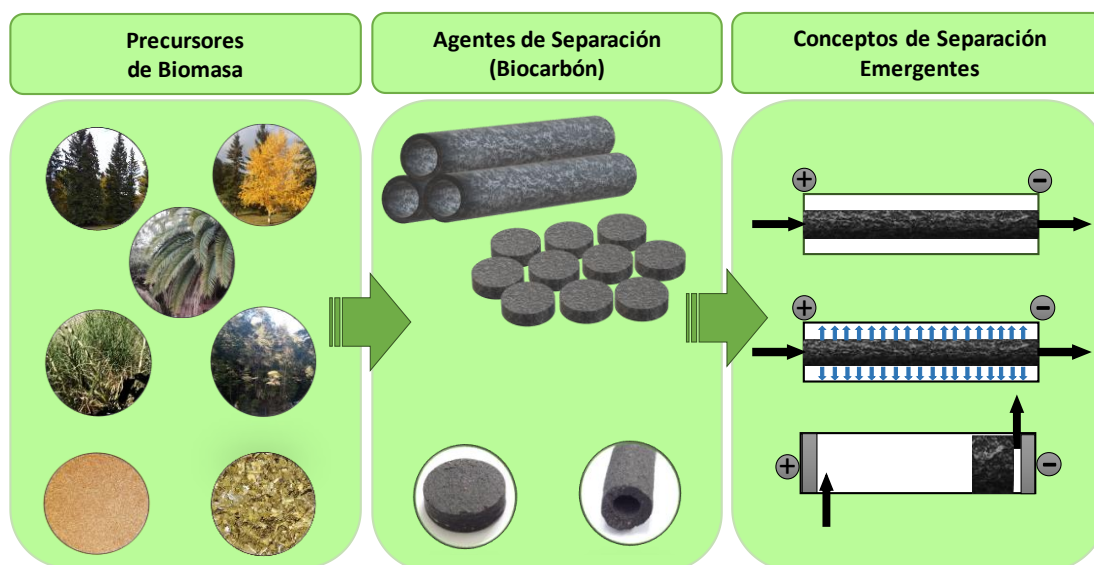 Precursores
de Biomasa
Agentes de Separación
(Biocarbón)
Conceptos de Separación
Emergentes
+
−
+
−
+
−